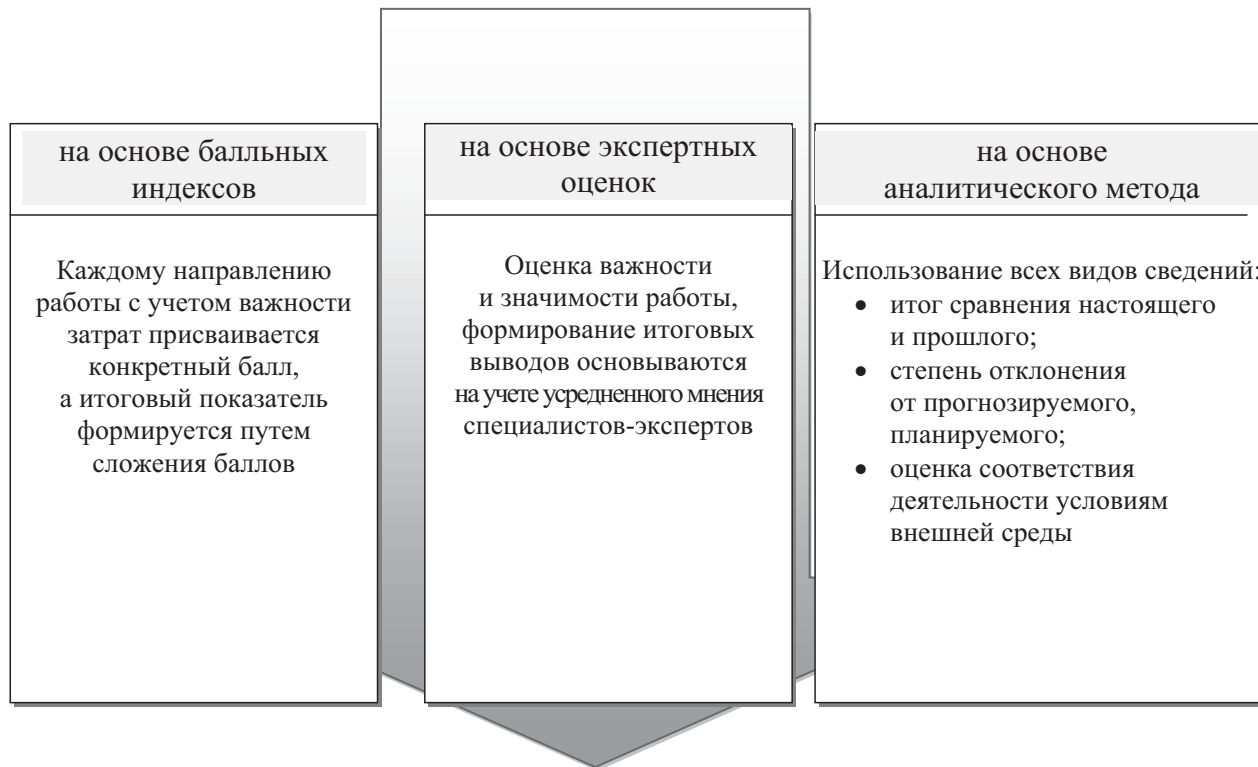 на основе балльных
индексов
Каждому направлению
работы с учетом важности
затрат присваивается
конкретный балл,
а итоговый показатель
формируется путем
сложения баллов
на основе экспертных
оценок
Оценка важности
и значимости работы,
формирование итоговых
выводов основываются
на учете усредненного мнения
специалистов-экспертов
на основе
аналитического метода
Использование всех видов сведений:
• итог сравнения настоящего
и прошлого;
• степень отклонения
от прогнозируемого,
планируемого;
• оценка соответствия
деятельности условиям
внешней среды